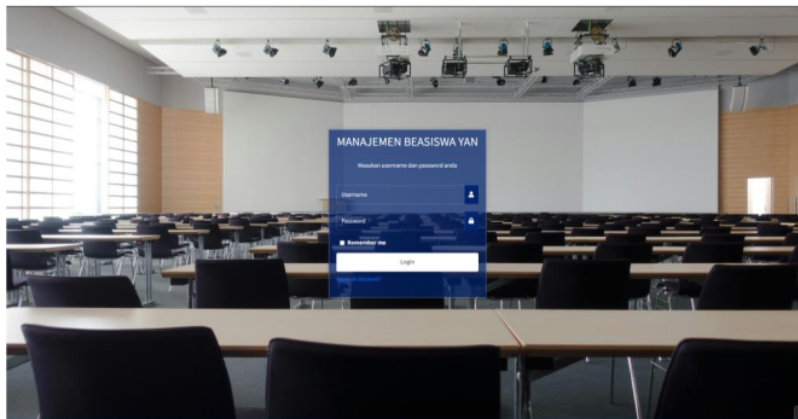 MANAJEMEN BEASISWA YAN
Masukan username dan password anda
Username
Password
Remember me
Login